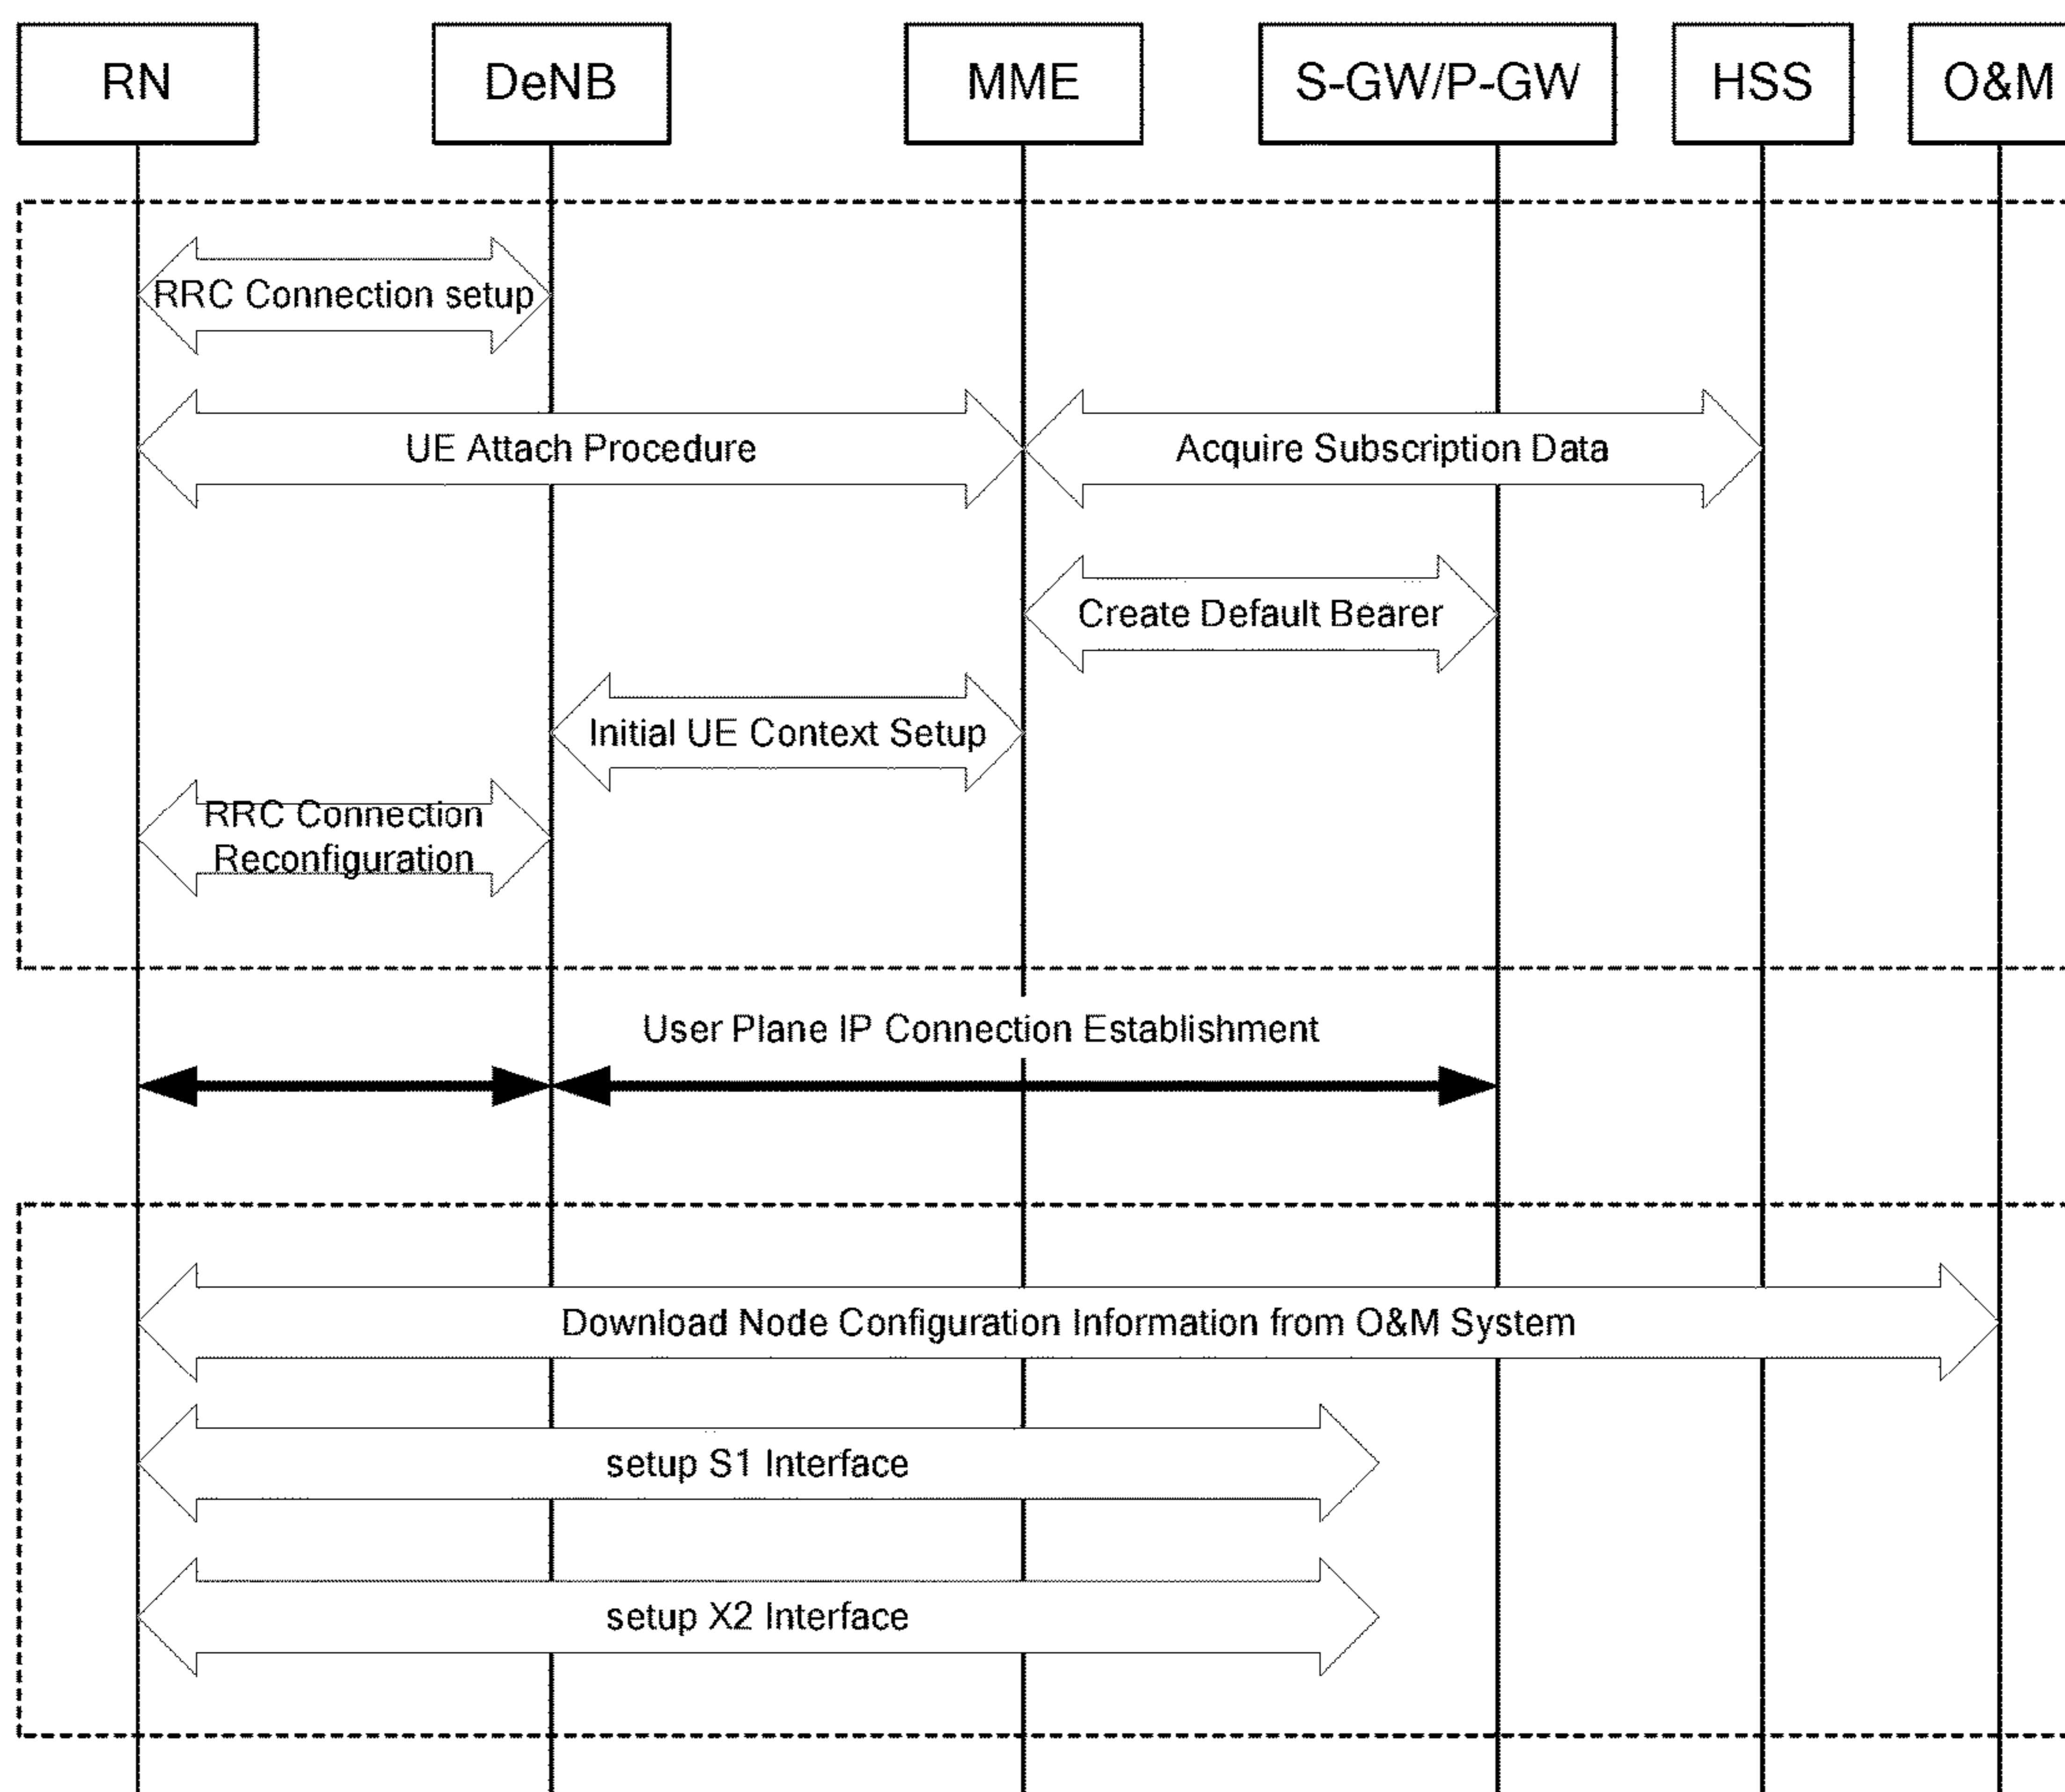 RN
DeNB
MME
S-GW/P-GW
HSS
O&M
RRC Connection setup
UE Attach Procedure
Acquire Subscription Data
Create Default Bearer
Initial UE Context Setup
RRC Connection
Reconfiguration
User Plane IP Connection Establishment
Download Node Configuration Information from O&M System
setup S1 Interface
setup X2 Interface